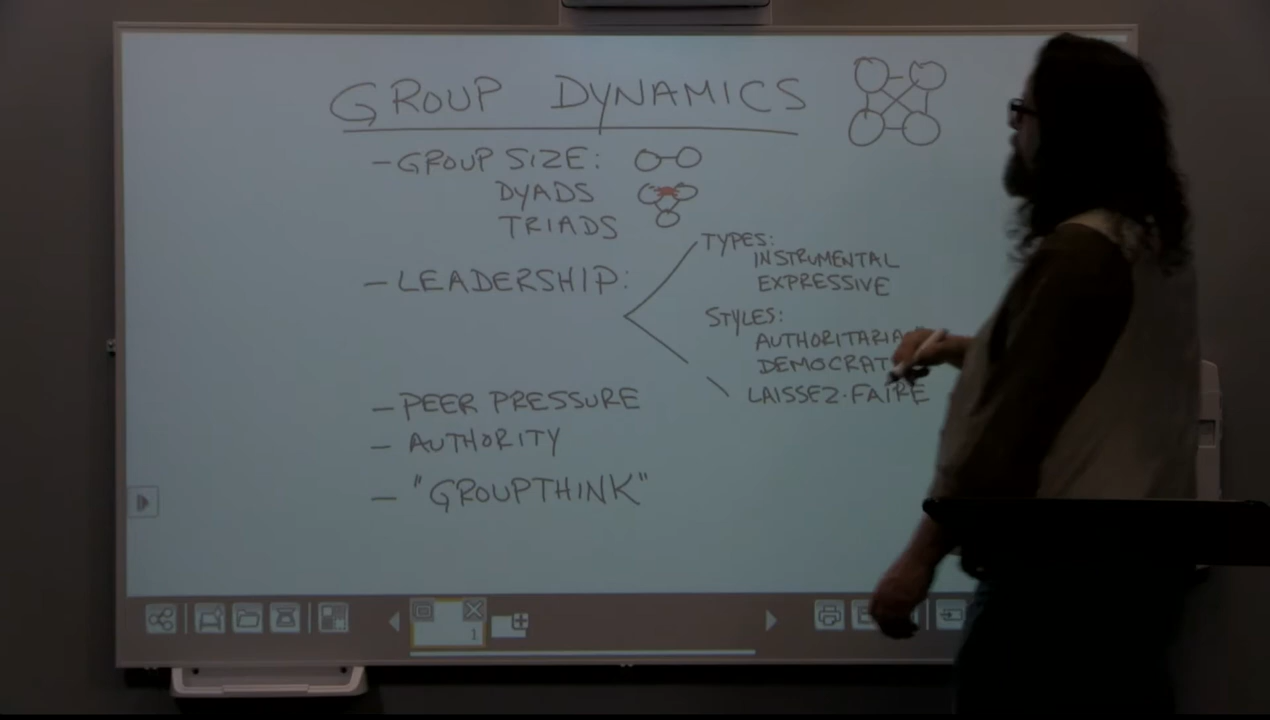 GROUP DYNAMICS
- GROUP SIZE:
DYADS
TRIADS
- LEADERSHIP:
TYPES:
INSTRUMENTAL
EXPRESSIVE
STYLES:
AUTHORITARIA
DEMOCRAT
LAISSEZ-FAIRE
- PEER PRESSURE
- AUTHORITY
- "GROUPTHINK"
1